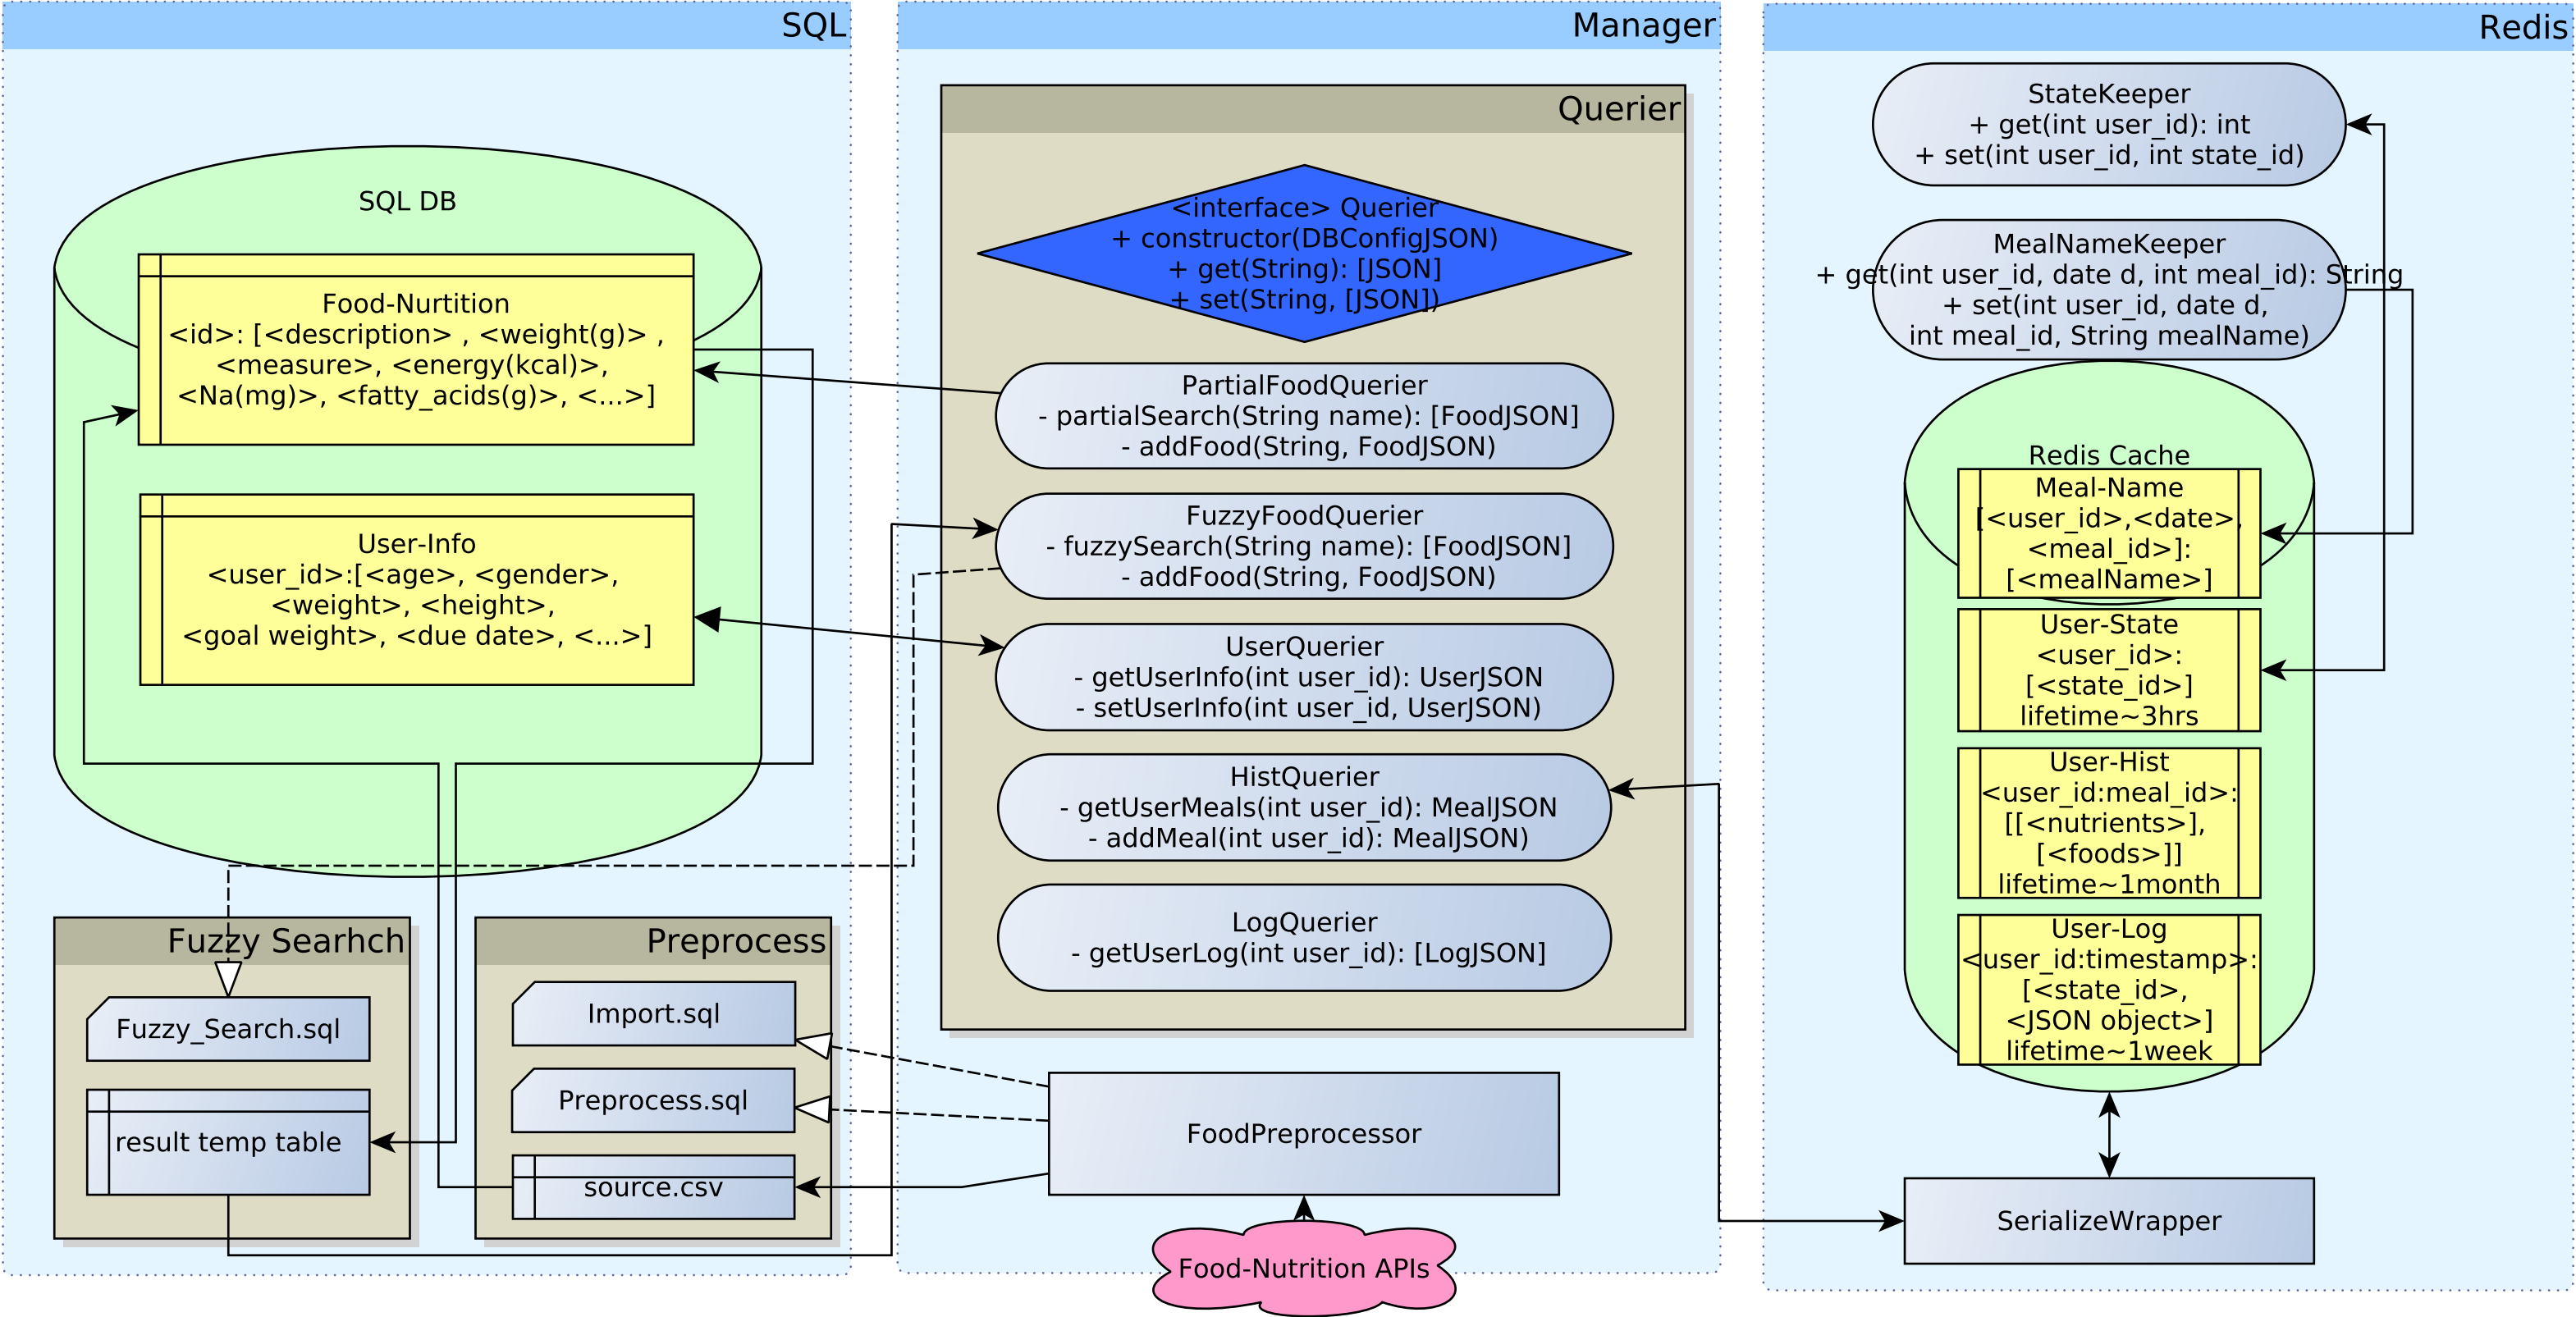 SQL
SQL DB
Food-Nurtition
<id>: [<description> , <weight(g)> ,
<measure>, <energy(kcal)>,
<Na(mg)>, <fatty_acids(g)>, <...>]
User-Info
<user_id>:[<age>, <gender>,
<weight>, <height>,
<goal weight>, <due date>, <...>]
Fuzzy Searhch
Fuzzy_Search.sql
result temp table
Preprocess
Import.sql
Preprocess.sql
source.csv
Manager
Querier
<interface> Querier
+ constructor(DBConfigJSON)
+ get(String): [JSON]
+ set(String, [JSON])
PartialFoodQuerier
- partialSearch(String name): [FoodJSON]
- addFood(String, FoodJSON)
FuzzyFoodQuerier
- fuzzySearch(String name): [FoodJSON]
- addFood(String, FoodJSON)
UserQuerier
- getUserInfo(int user_id): UserJSON
- setUserInfo(int user_id, UserJSON)
HistQuerier
- getUserMeals(int user_id): MealJSON
- addMeal(int user_id): MealJSON)
LogQuerier
- getUserLog(int user_id): [LogJSON]
FoodPreprocessor
Food-Nutrition APIs
Redis
StateKeeper
+ get(int user_id): int
+ set(int user_id, int state_id)
MealNameKeeper
+ get(int user_id, date d, int meal_id): String
+ set(int user_id, date d,
int meal_id, String mealName)
Redis Cache
Meal-Name
[<user_id>,<date>,
<meal_id>]:
[<mealName>]
User-State
<user_id>:
[<state_id>]
lifetime~3hrs
User-Hist
<user_id:meal_id>:
[[<nutrients>],
[<foods>]]
lifetime~1month
User-Log
<user_id:timestamp>:
[<state_id>,
<JSON object>]
lifetime~1week
SerializeWrapper